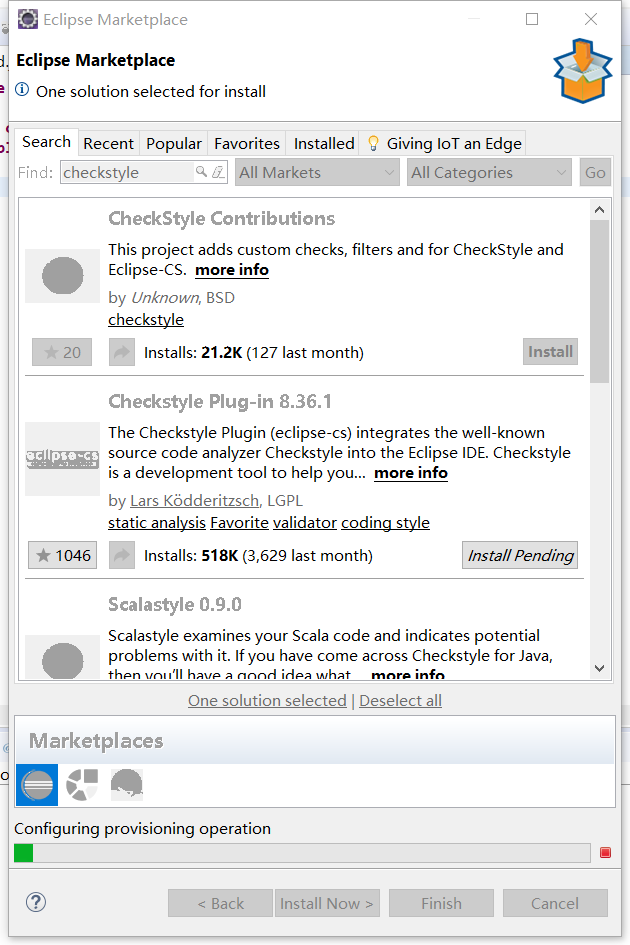 Eclipse Marketplace
Eclipse Marketplace
One solution selected for install
Search Recent Popular Favorites Installed Giving IoT an Edge
Find: checkstyle All Markets All Categories Go
CheckStyle Contributions
This project adds custom checks, filters and for CheckStyle and
Eclipse-CS. more info
by Unknown, BSD
checkstyle
20 Installs: 21.2K (127 last month) Install
Checkstyle Plug-in 8.36.1
eclipse-cs
The Checkstyle Plugin (eclipse-cs) integrates the well-known
source code analyzer Checkstyle into the Eclipse IDE. Checkstyle
is a development tool to help you... more info
by Lars Ködderitzsch, LGPL
static analysis Favorite validator coding style
1046 Installs: 518K (3,629 last month) Install Pending
Scalastyle 0.9.0
Scalastyle examines your Scala code and indicates potential
problems with it. If you have come across Checkstyle for Java,
then you'll have a good idea what... more info
One solution selected | Deselect all
Marketplaces
Configuring provisioning operation
< Back Install Now > Finish Cancel